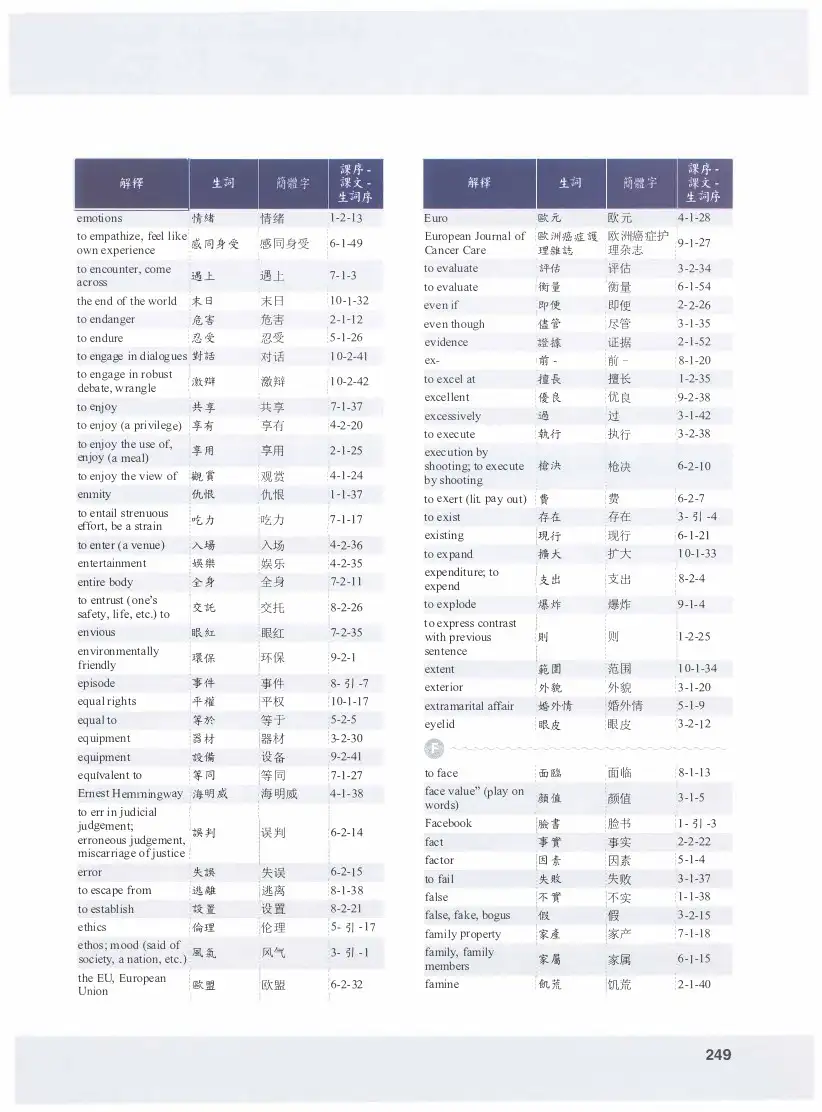 解釋 生詞 簡體字 課序-
課文-
生詞序
emotions 情緒 情绪 1-2-13
to empathize, feel like
own experience 感同身受 感同身受 6-1-49
to encounter, come
across 遇上 遇上 7-1-3
the end of the world 末日 末日 10-1-32
to endanger 危害 危害 2-1-12
to endure 忍受 忍受 5-1-26
to engage in dialogues 對話 对话 10-2-41
to engage in robust
debate, wrangle 激辯 激辩 10-2-42
to enjoy 共享 共享 7-1-37
to enjoy (a privilege) 享有 享有 4-2-20
to enjoy the use of,
enjoy (a meal) 享用 享用 2-1-25
to enjoy the view of 觀賞 观赏 4-1-24
enmity 仇恨 仇恨 1-1-37
to entail strenuous
effort, be a strain 吃力 吃力 7-1-17
to enter (a venue) 入場 入场 4-2-36
entertainment 娛樂 娱乐 4-2-35
entire body 全身 全身 7-2-11
to entrust (one's
safety, life, etc.) to 交託 交托 8-2-26
envious 眼紅 眼红 7-2-35
environmentally
friendly 環保 环保 9-2-1
episode 事件 事件 8-引-7
equal rights 平權 平权 10-1-17
equal to 等於 等于 5-2-5
equipment 器材 器材 3-2-30
equipment 設備 设备 9-2-41
equivalent to 等同 等同 7-1-27
Ernest Hemmingway 海明威 海明威 4-1-38
to err in judicial
judgement;
erroneous judgement,
miscarriage of justice 誤判 误判 6-2-14
error 失誤 失误 6-2-15
to escape from 逃離 逃离 8-1-38
to establish 設置 设置 8-2-21
ethics 倫理 伦理 5-引-17
ethos; mood (said of
society, a nation, etc.) 風氣 风气 3-引-1
the EU, European
Union 歐盟 欧盟 6-2-32
解釋 生詞 簡體字 課序-
課文-
生詞序
Euro 歐元 欧元 4-1-28
European Journal of 歐洲癌症護 欧洲癌症护
Cancer Care 理雜誌 理杂志 9-1-27
to evaluate 評估 评估 3-2-34
to evaluate 衡量 衡量 6-1-54
even if 即便 即便 2-2-26
even though 儘管 尽管 3-1-35
evidence 證據 证据 2-1-52
ex- 前- 前- 8-1-20
to excel at 擅長 擅长 1-2-35
excellent 優良 优良 9-2-38
excessively 過 过 3-1-42
to execute 執行 执行 3-2-38
execution by
shooting; to execute
by shooting 槍決 枪决 6-2-10
to exert (lit. pay out) 費 费 6-2-7
to exist 存在 存在 3-引-4
existing 現行 现行 6-1-21
to expand 擴大 扩大 10-1-33
expenditure; to
expend 支出 支出 8-2-4
to explode 爆炸 爆炸 9-1-4
to express contrast
with previous
sentence 則 则 1-2-25
extent 範圍 范围 10-1-34
exterior 外貌 外貌 3-1-20
extramarital affair 婚外情 婚外情 5-1-9
eyelid 眼皮 眼皮 3-2-12
F
to face 面臨 面临 8-1-13
face value” (play on
words) 顏值 颜值 3-1-5
Facebook 臉書 脸书 1-引-3
fact 事實 事实 2-2-22
factor 因素 因素 5-1-4
to fail 失敗 失败 3-1-37
false 不實 不实 1-1-38
false, fake, bogus 假 假 3-2-15
family property 家產 家产 7-1-18
family, family
members 家屬 家属 6-1-15
famine 飢荒 饥荒 2-1-40
249